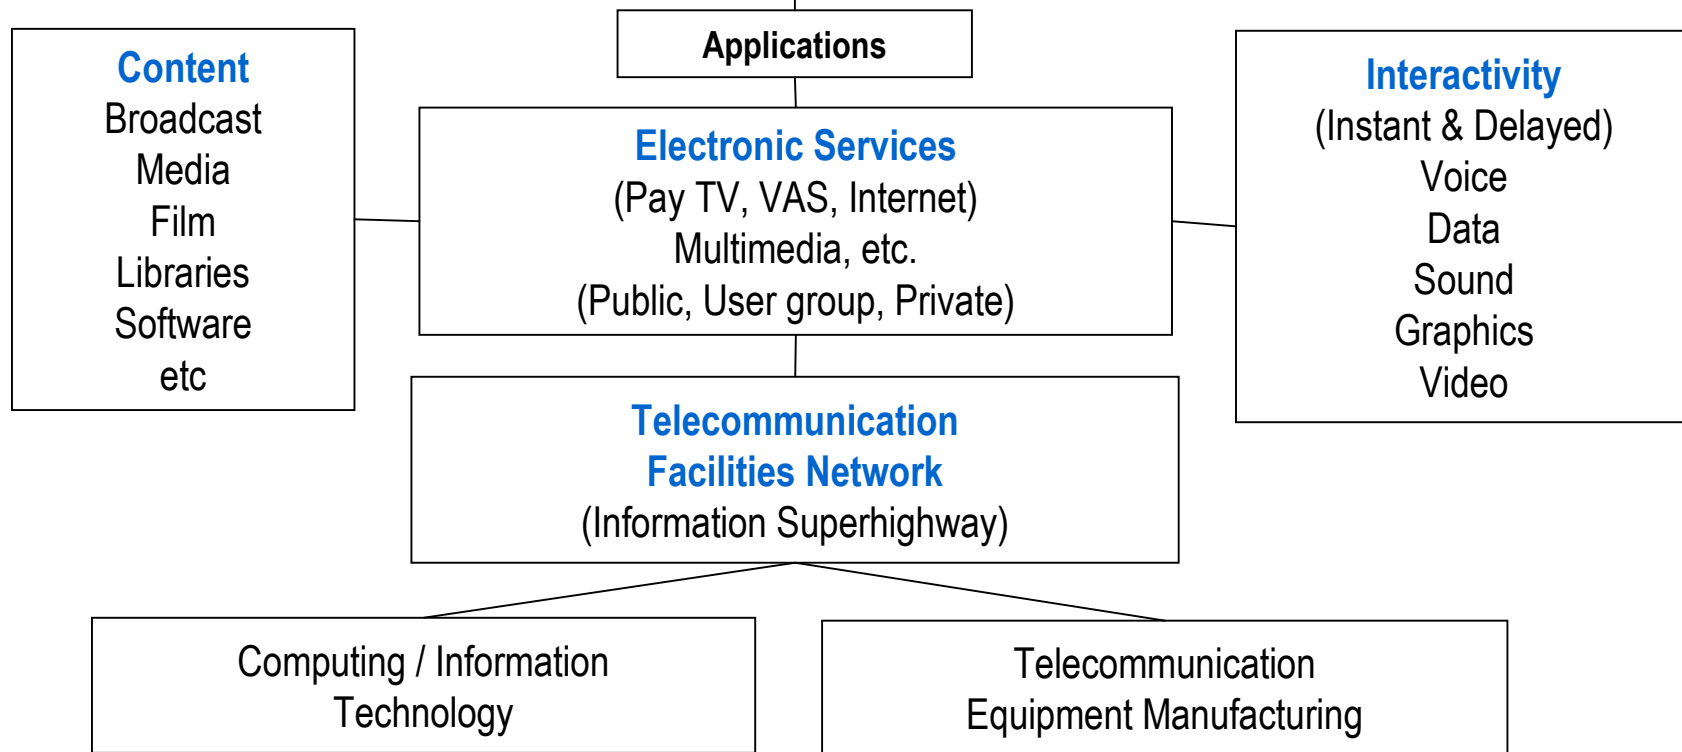 Applications
Content
Broadcast
Media
Film
Libraries
Software
etc
Electronic Services
(Pay TV, VAS, Internet)
Multimedia, etc.
(Public, User group, Private)
Interactivity
(Instant & Delayed)
Voice
Data
Sound
Graphics
Video
Telecommunication
Facilities Network
(Information Superhighway)
Computing / Information
Technology
Telecommunication
Equipment Manufacturing